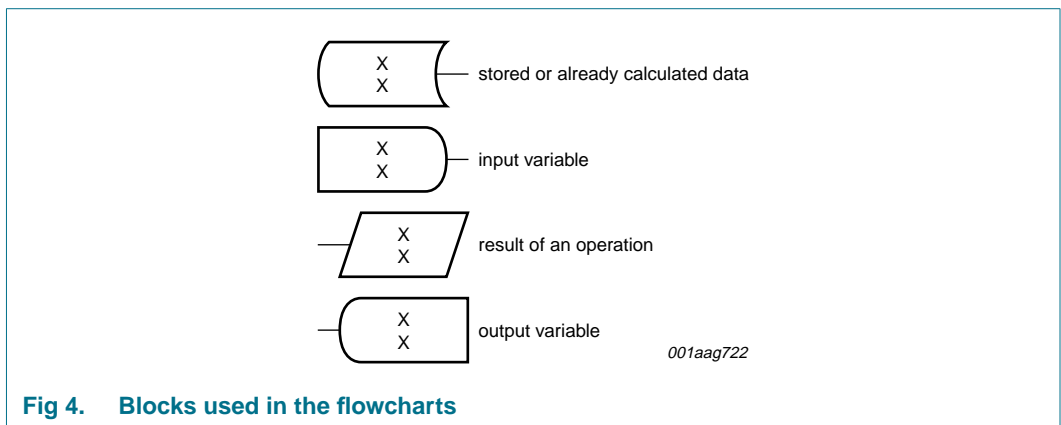 X
X
stored or already calculated data
X
X
input variable
X
X
result of an operation
X
X
output variable
001aag722
Fig 4. Blocks used in the flowcharts